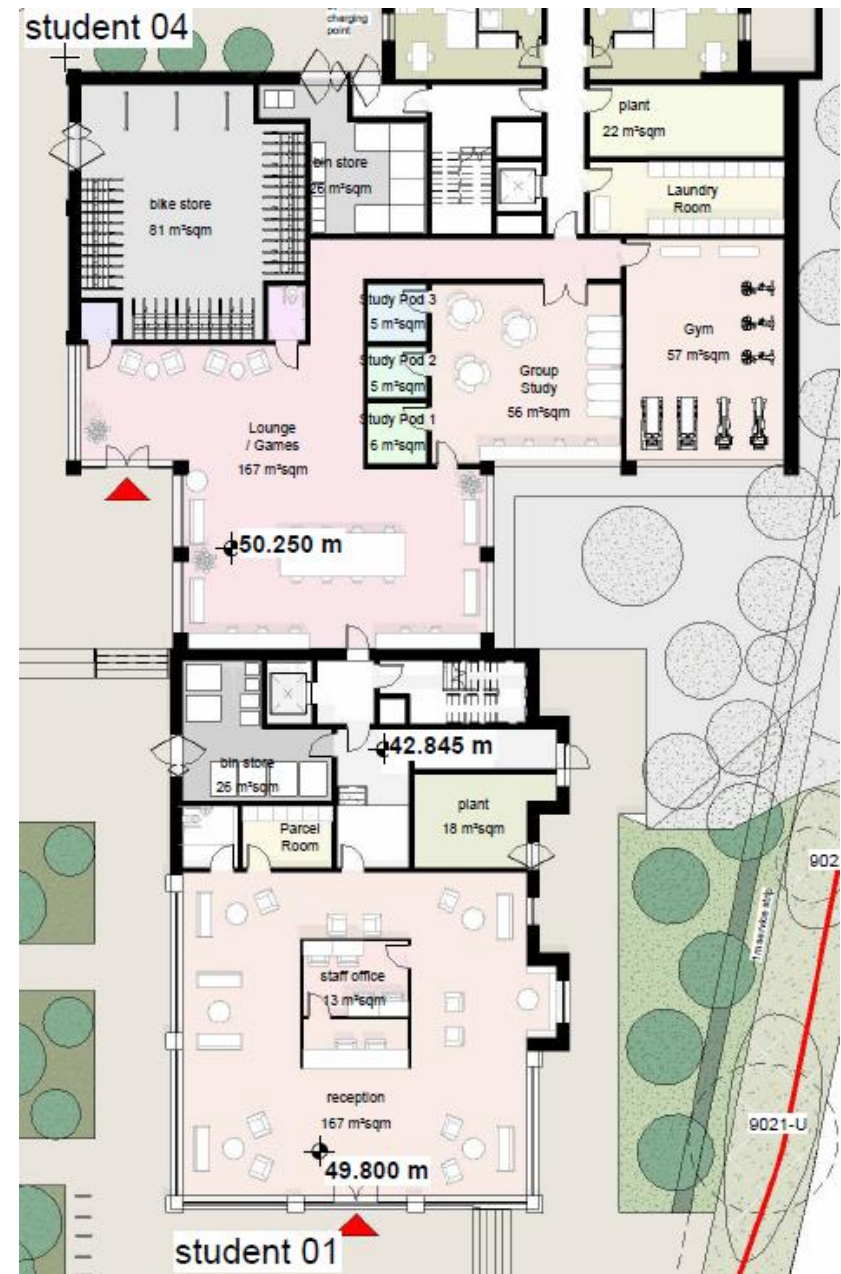 student 04
charging
point
plant
22 m²sqm
bin store
26 m²sqm
Laundry
Room
bike store
81 m²sqm
Study Pod 3
5 m²sqm
Gym
57 m²sqm
Study Pod 2
5 m²sqm
Group
Study
56 m²sqm
Study Pod 1
6 m²sqm
Lounge
/ Games
167 m²sqm
50.250 m
42.845 m
bin store
26 m²sqm
plant
18 m²sqm
Parcel
Room
902
1m service strip
staff office
13 m²sqm
reception
167 m²sqm
9021-U
49.800 m
student 01